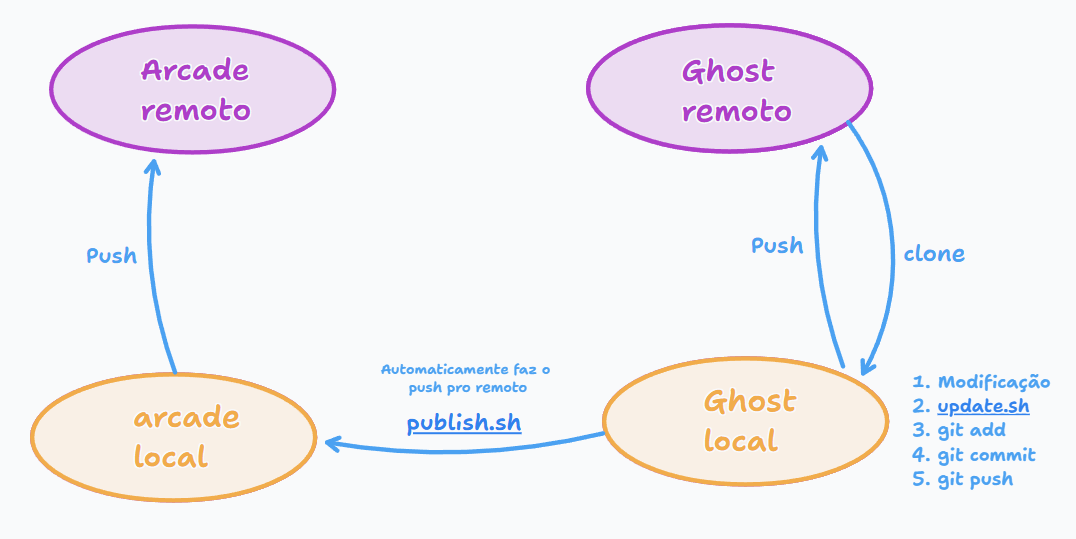 Arcade
remoto
Ghost
remoto
Push
Push
clone
Automaticamente faz o
push pro remoto
publish.sh
arcade
local
Ghost
local
1. Modificação
2. update.sh
3. git add
4. git commit
5. git push